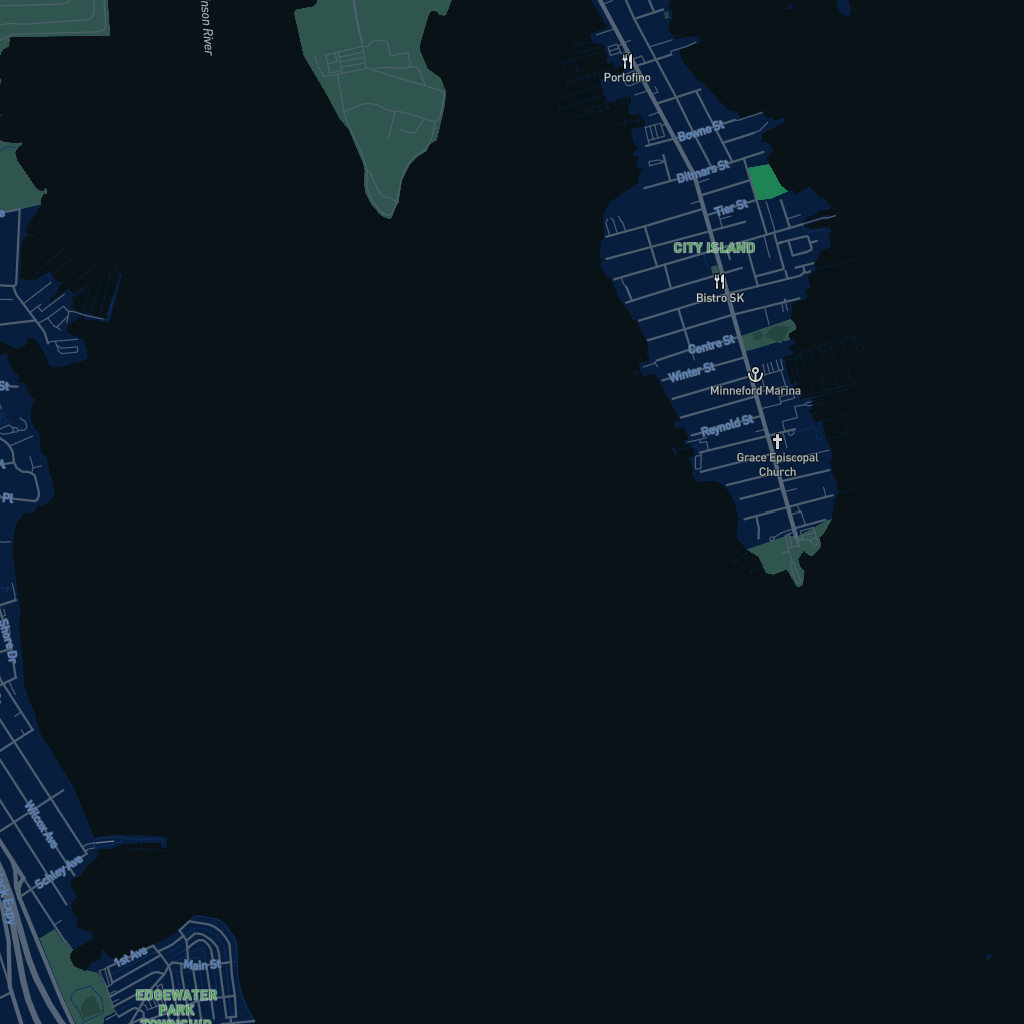 Porlofino
Bowne St
Ditmars St
Tier St
CITY ISLAND
Bistro SK
Centre St
Winter St
Minneford Marina
Reynold St
Grace Episcopal
Church
St
Pl
Shore Dr
Wilcox Ave
Schley Ave
Expy
1st Ave
Main St
EDGEWATER
PARK
TOWNSHIP
River